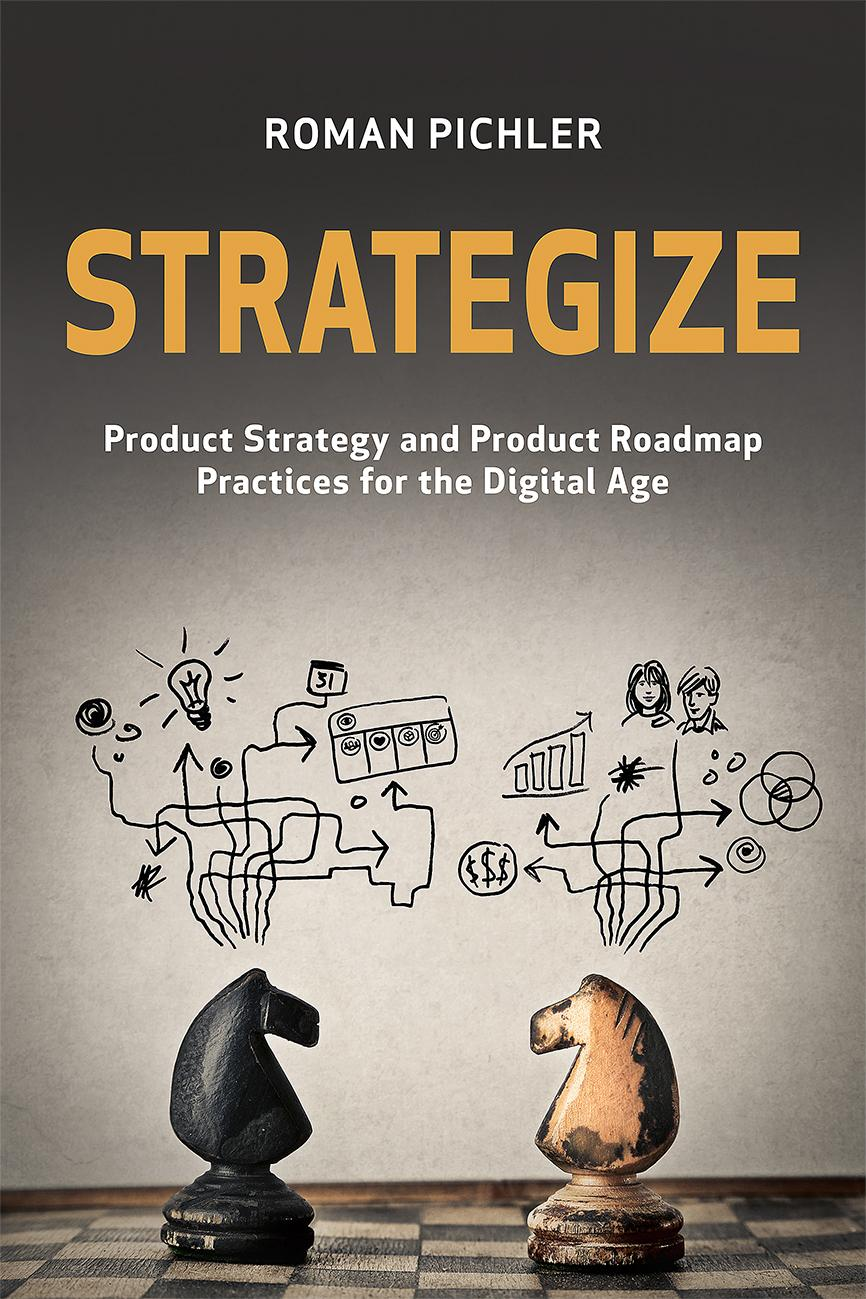 ROMAN PICHLER
STRATEGIZE
Product Strategy and Product Roadmap
Practices for the Digital Age
31
$$$